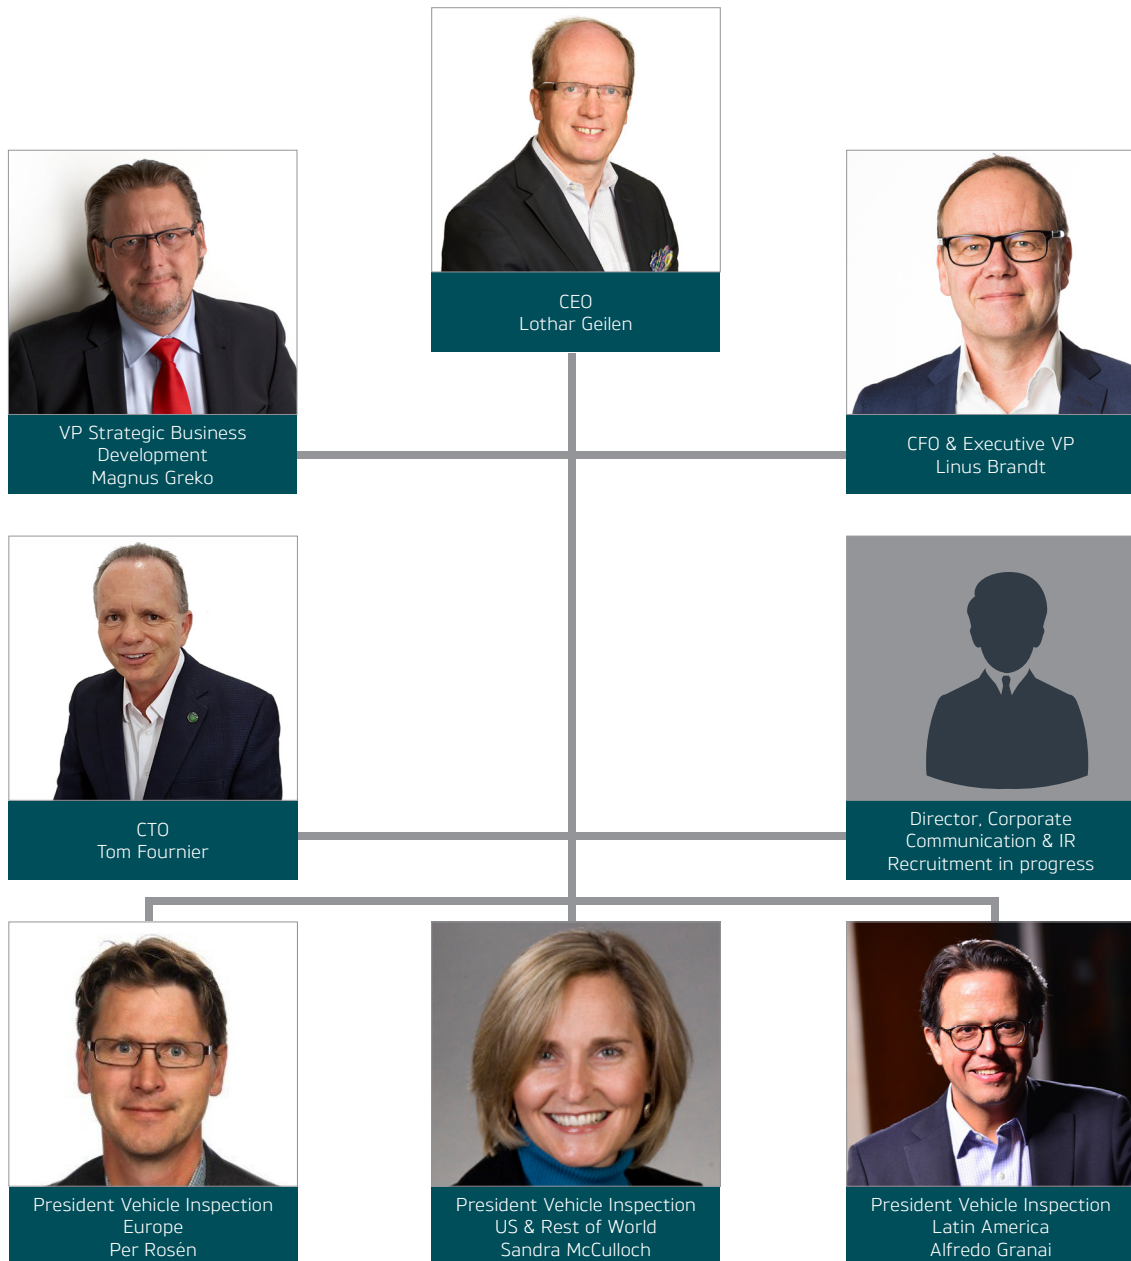 CEO
Lothar Geilen
VP Strategic Business
Development
Magnus Greko
CFO & Executive VP
Linus Brandt
CTO
Tom Fournier
Director, Corporate
Communication & IR
Recruitment in progress
President Vehicle Inspection
Europe
Per Rosén
President Vehicle Inspection
US & Rest of World
Sandra McCulloch
President Vehicle Inspection
Latin America
Alfredo Granai